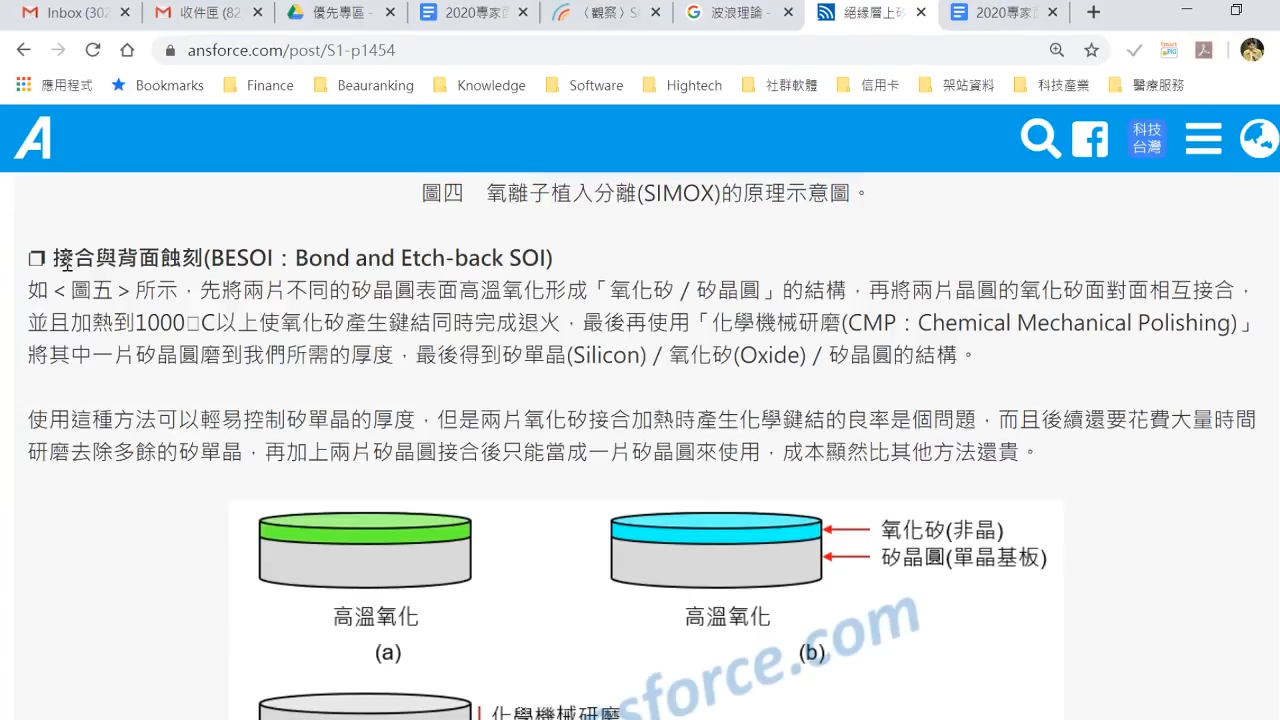 Inbox (302
收件匣 (82
優先專區 -
2020專家
〈觀察〉S
波浪理論 -
絕緣層上矽
2020專家
ansforce.com/post/S1-p1454
應用程式
Bookmarks
Finance
Beauranking
Knowledge
Software
Hightech
社群軟體
信用卡
架站資料
科技產業
醫療服務
A
科技
台灣
圖四 氧離子植入分離(SIMOX)的原理示意圖。
❒ 接合與背面蝕刻(BESOI：Bond and Etch-back SOI)
如＜圖五＞所示，先將兩片不同的矽晶圓表面高溫氧化形成「氧化矽／矽晶圓」的結構，再將兩片晶圓的氧化矽面對面相互接合，
並且加熱到1000□C以上使氧化矽產生鍵結同時完成退火，最後再使用「化學機械研磨(CMP：Chemical Mechanical Polishing)」
將其中一片矽晶圓磨到我們所需的厚度，最後得到矽單晶(Silicon)／氧化矽(Oxide)／矽晶圓的結構。
使用這種方法可以輕易控制矽單晶的厚度，但是兩片氧化矽接合加熱時產生化學鍵結的良率是個問題，而且後續還要花費大量時間
研磨去除多餘的矽單晶，再加上兩片矽晶圓接合後只能當成一片矽晶圓來使用，成本顯然比其他方法還貴。
氧化矽(非晶)
矽晶圓(單晶基板)
高溫氧化
高溫氧化
(a)
(b)
nsforce.com
化學機械研磨